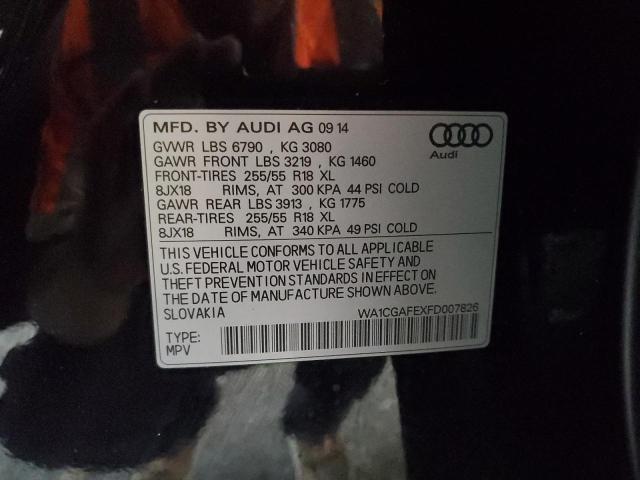 MFD. BY AUDI AG 09 14
GVWR LBS 6790 , KG 3080
GAWR FRONT LBS 3219 , KG 1460
FRONT-TIRES 255/55 R18 XL
8JX18 RIMS, AT 300 KPA 44 PSI COLD
GAWR REAR LBS 3913 , KG 1775
REAR-TIRES 255/55 R18 XL
8JX18 RIMS, AT 340 KPA 49 PSI COLD
Audi
THIS VEHICLE CONFORMS TO ALL APPLICABLE
U.S. FEDERAL MOTOR VEHICLE SAFETY AND
THEFT PREVENTION STANDARDS IN EFFECT ON
THE DATE OF MANUFACTURE SHOWN ABOVE.
SLOVAKIA WA1CGAFEXFD007826
TYPE:
MPV